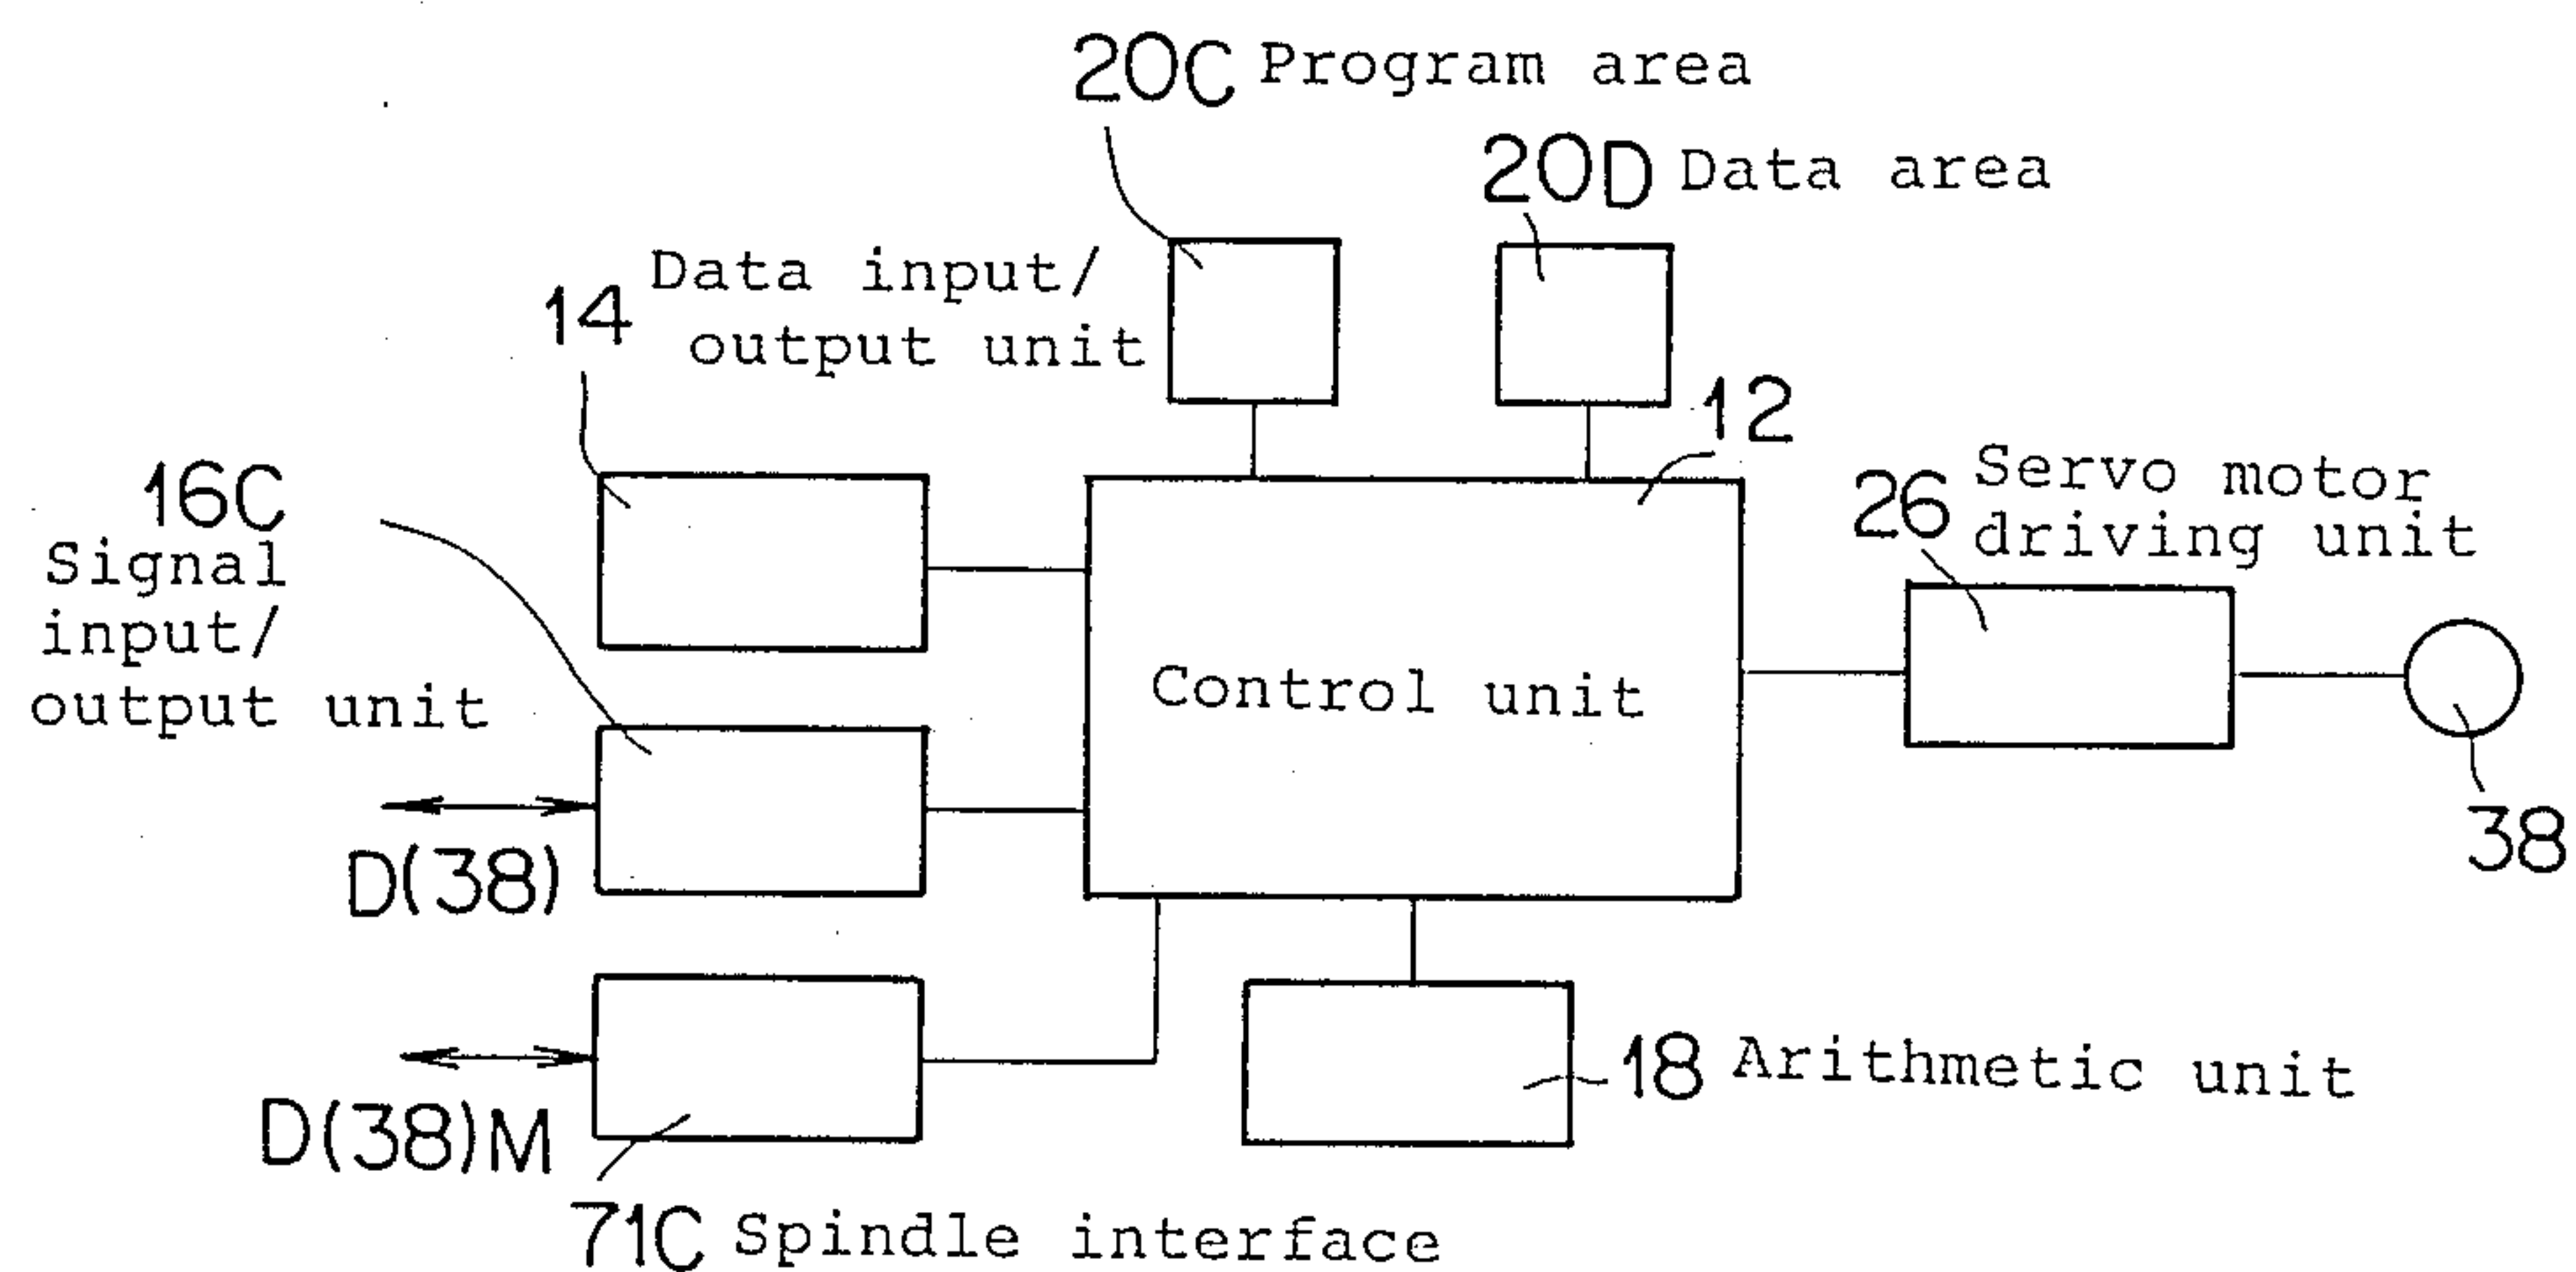 20C Program area
20D Data area
14 Data input/
output unit
12
16C
Signal
input/
output unit
26 Servo motor
driving unit
Control unit
38
D(38)
18 Arithmetic unit
D(38)M
71C Spindle interface